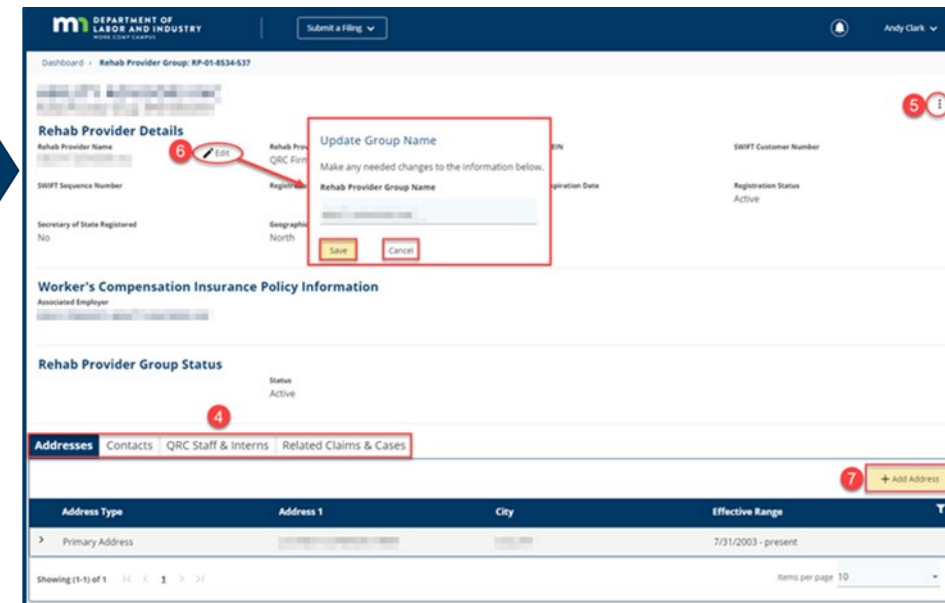 DEPARTMENT OF
LABOR AND INDUSTRY
WORK COMP CAMPUS
Submit a Filing
Andy Clark
Dashboard
Rehab Provider Group: RP-01-8534-537
5
Rehab Provider Details
Rehab Provider Name
6
Edit
Rehab Prov
QRC Firm
EIN
SWIFT Customer Number
Update Group Name
Make any needed changes to the information below.
Rehab Provider Group Name
Save
Cancel
SWIFT Sequence Number
Registra
piration Date
Registration Status
Active
Secretary of State Registered
No
Geographic
North
Worker's Compensation Insurance Policy Information
Associated Employer
Rehab Provider Group Status
Status
Active
4
Addresses Contacts QRC Staff & Interns Related Claims & Cases
7
+ Add Address
Address Type Address 1 City Effective Range
Primary Address 7/31/2003 - present
Showing (1-1) of 1 1 Items per page 10